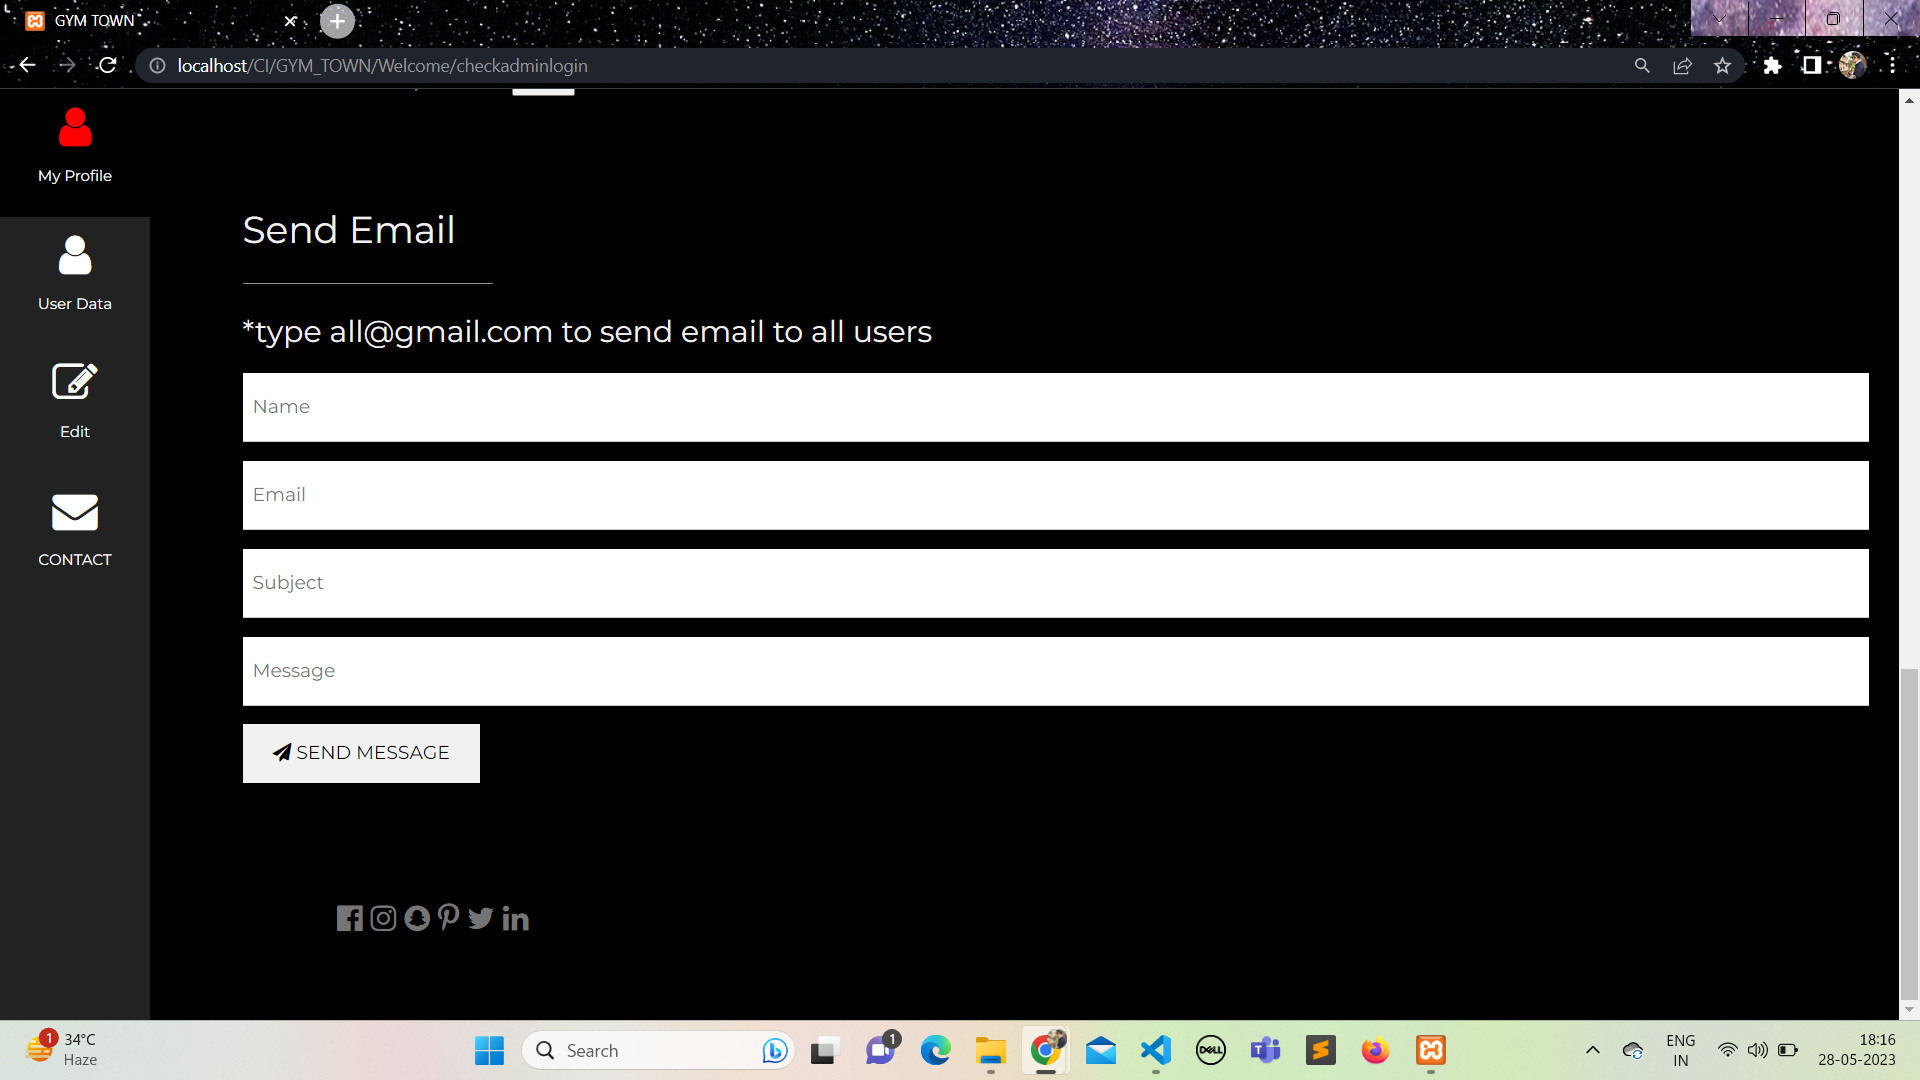 GYM TOWN
localhost/CI/GYM_TOWN/Welcome/checkadminlogin
My Profile
User Data
Edit
CONTACT
Send Email
*type all@gmail.com to send email to all users
Name
Email
Subject
Message
SEND MESSAGE
1
34°C
Haze
Search
1
DELL
ENG
IN
18:16
28-05-2023